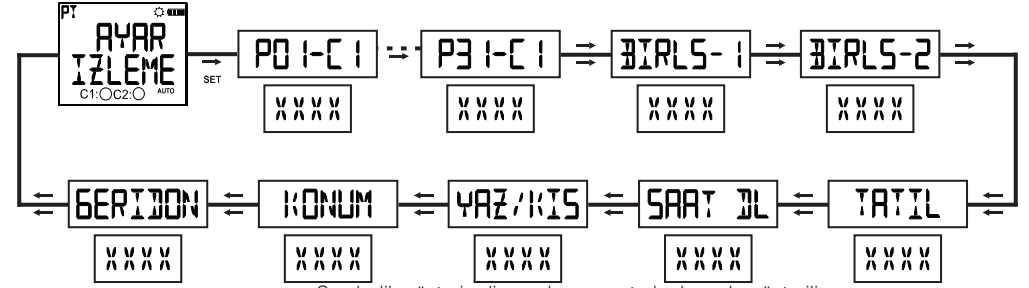 PT
AYAR
IZLEME
C1: C2: AUTO
SET
P01-C1
XXXX
P31-C1
XXXX
BIRLS-1
XXXX
BIRLS-2
XXXX
GERIDON
XXXX
KONUM
XXXX
YAZ/KIS
XXXX
SAAT DL
XXXX
TATIL
XXXX